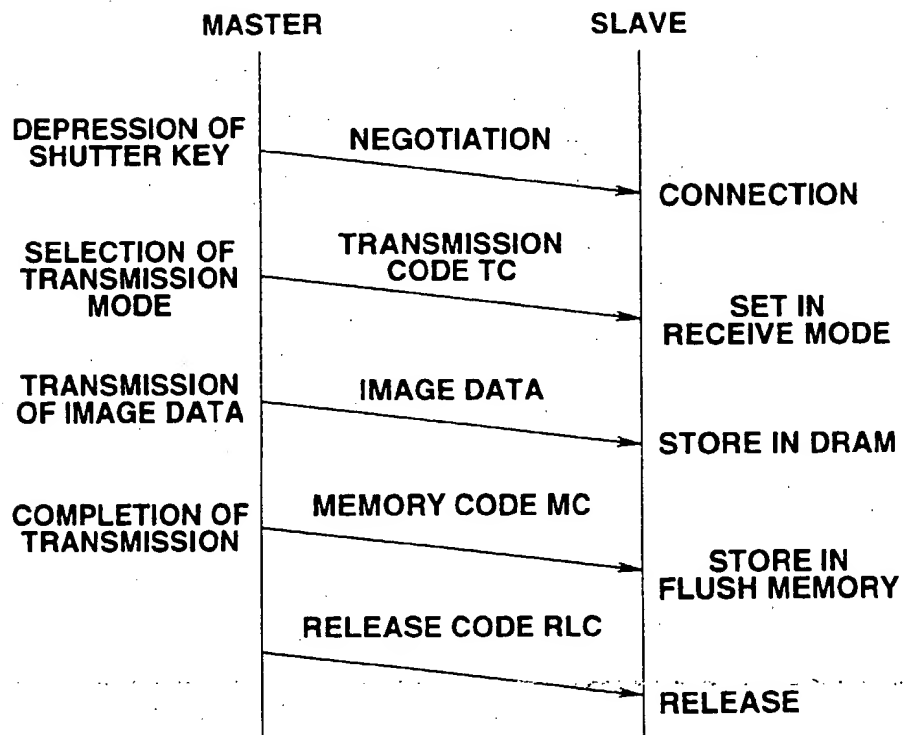 MASTER
SLAVE
DEPRESSION OF
SHUTTER KEY
NEGOTIATION
CONNECTION
SELECTION OF
TRANSMISSION
MODE
TRANSMISSION
CODE TC
SET IN
RECEIVE MODE
TRANSMISSION
OF IMAGE DATA
IMAGE DATA
STORE IN DRAM
COMPLETION OF
TRANSMISSION
MEMORY CODE MC
STORE IN
FLUSH MEMORY
RELEASE CODE RLC
RELEASE